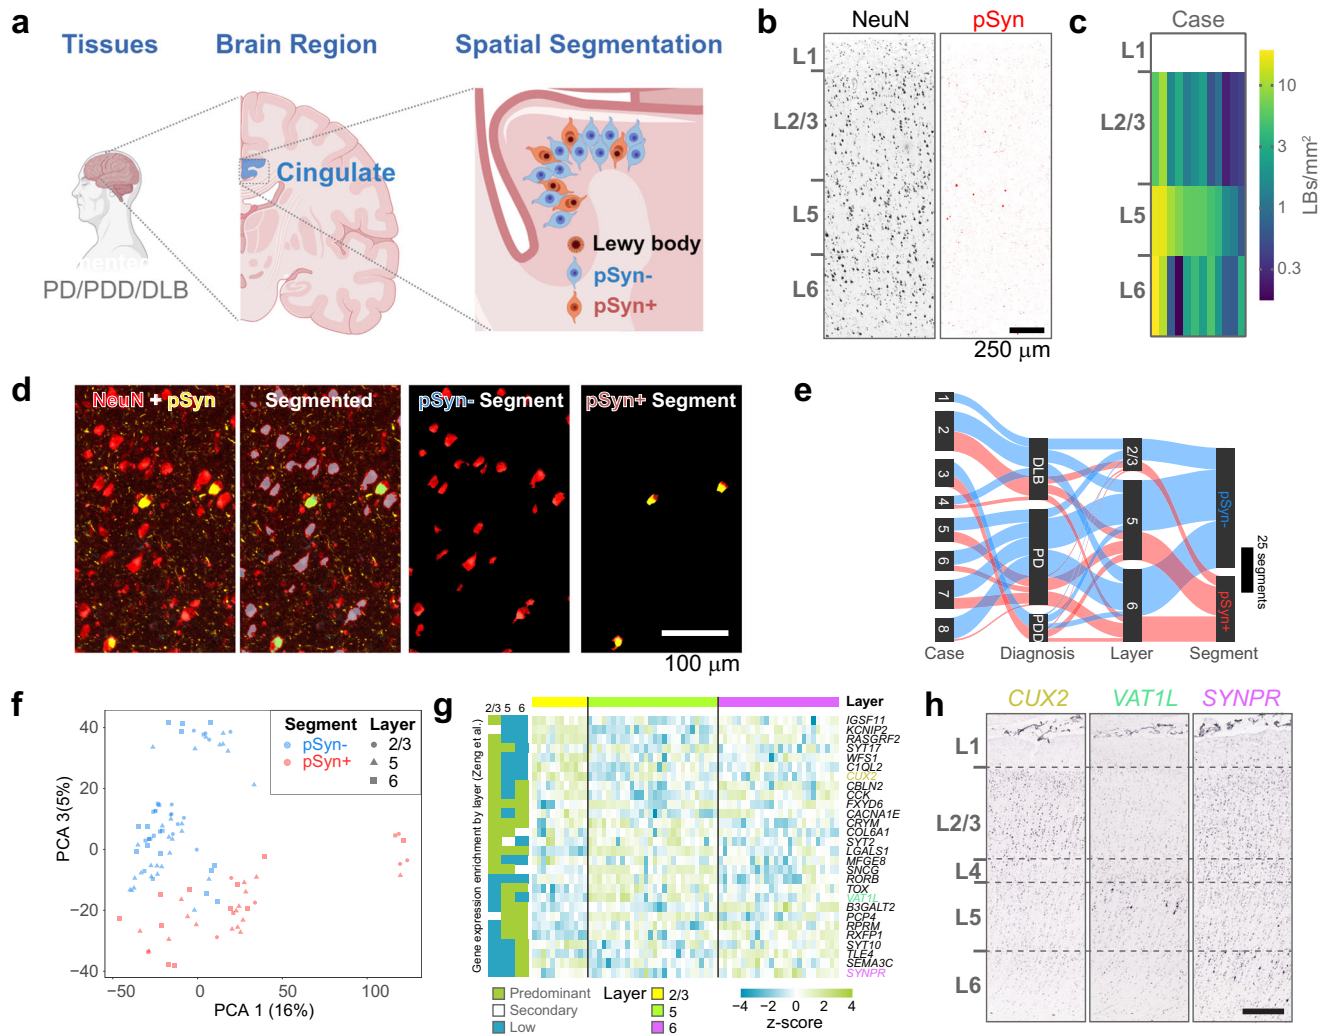 a
Tissues
Brain Region
Spatial Segmentation
Cingulate
mented
PD/PDD/DLB
Lewy body
pSyn-
pSyn+
b
NeuN
pSyn
L1
L2/3
L5
L6
250 μm
c
Case
L1
L2/3
L5
L6
10
3
1
0.3
LBs/mm²
d
NeuN + pSyn
Segmented
pSyn- Segment
pSyn+ Segment
100 μm
e
1
2
3
4
5
6
7
8
DLB
PD
PDD
2/3
5
6
pSyn-
pSyn+
25 segments
Case
Diagnosis
Layer
Segment
f
Segment
pSyn-
pSyn+
Layer
2/3
5
6
40
20
0
−20
−40
PCA 3(5%)
−50
0
50
100
PCA 1 (16%)
g
2/3 5 6
Layer
Gene expression enrichment by layer (Zeng et al.)
IGSF11
KCNIP2
RASGRF2
SYT17
WFS1
C1QL2
CUX2
CBLN2
CCK
FXYD6
CACNA1E
CRYM
COL6A1
SYT2
LGALS1
MFGE8
SNCG
RORB
TOX
VAT1L
B3GALT2
PCP4
RPRM
RXFP1
SYT10
TLE4
SEMA3C
SYNPR
Predominant
Secondary
Low
Layer
2/3
5
6
−4 −2 0 2 4
z-score
h
CUX2
VAT1L
SYNPR
L1
L2/3
L4
L5
L6